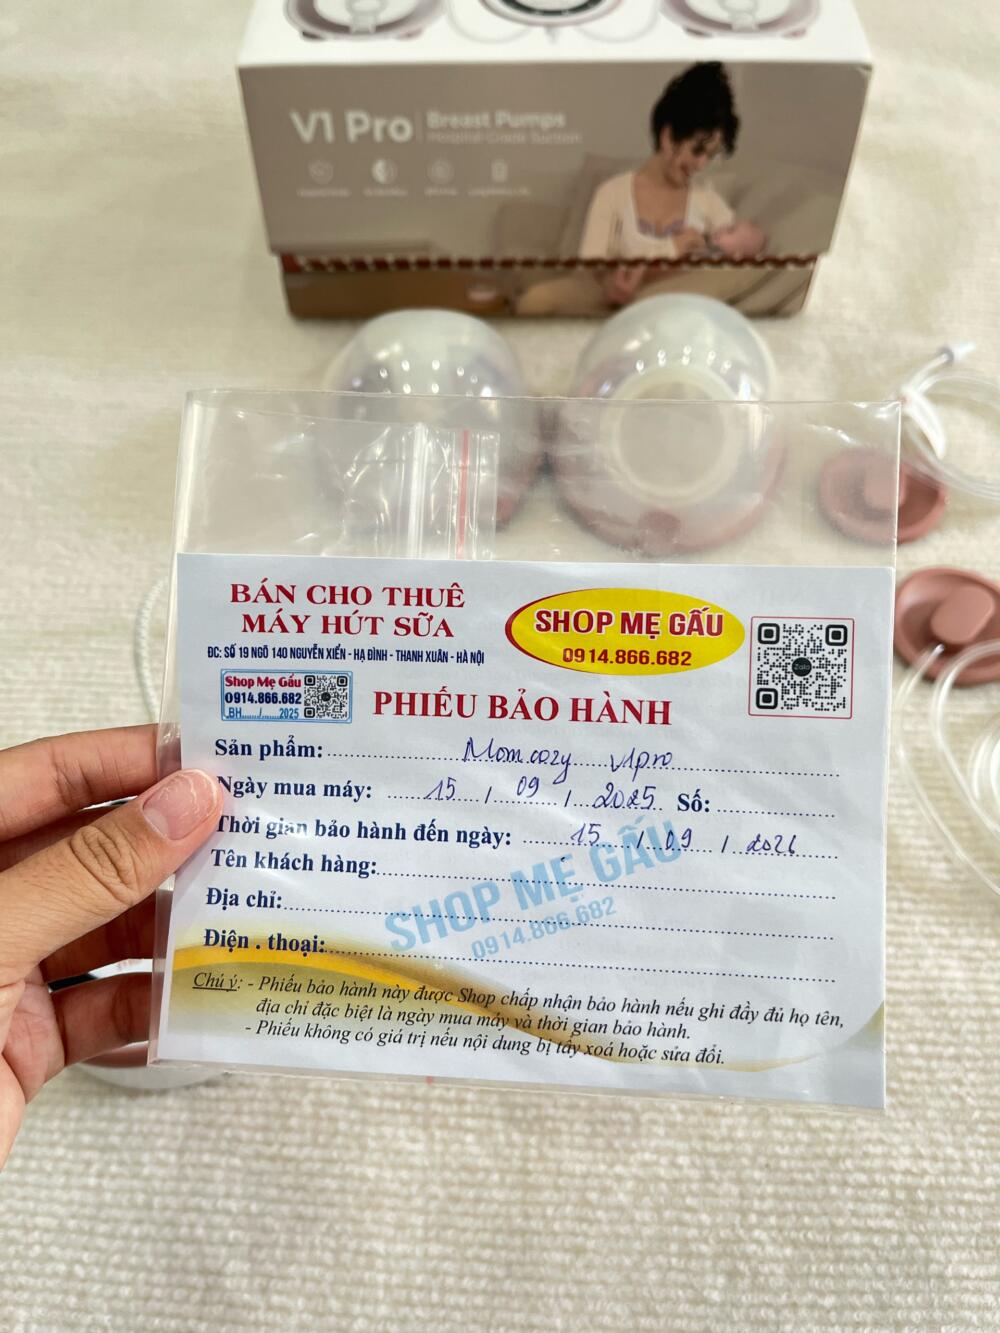 V1 Pro
Breast Pumps
Hospital Grade Suction
BÁN CHO THUÊ
MÁY HÚT SỮA
ĐC: SỐ 19 NGÕ 140 NGUYỄN XIỂN - HẠ ĐÌNH - THANH XUÂN - HÀ NỘI
SHOP MẸ GẤU
0914.866.682
Zalo
Shop Mẹ Gấu
0914.866.682
BH........./.........2025
PHIẾU BẢO HÀNH
Sản phẩm: Momcozy V1pro
Ngày mua máy: 15 / 09 / 2025 Số:
Thời gian bảo hành đến ngày: 15 / 09 / 2026
Tên khách hàng:
Địa chỉ:
Điện . thoại:
SHOP MẸ GẤU
0914.866.682
Chú ý: - Phiếu bảo hành này được Shop chấp nhận bảo hành nếu ghi đầy đủ họ tên,
địa chỉ đặc biệt là ngày mua máy và thời gian bảo hành.
- Phiếu không có giá trị nếu nội dung bị tẩy xoá hoặc sửa đổi.